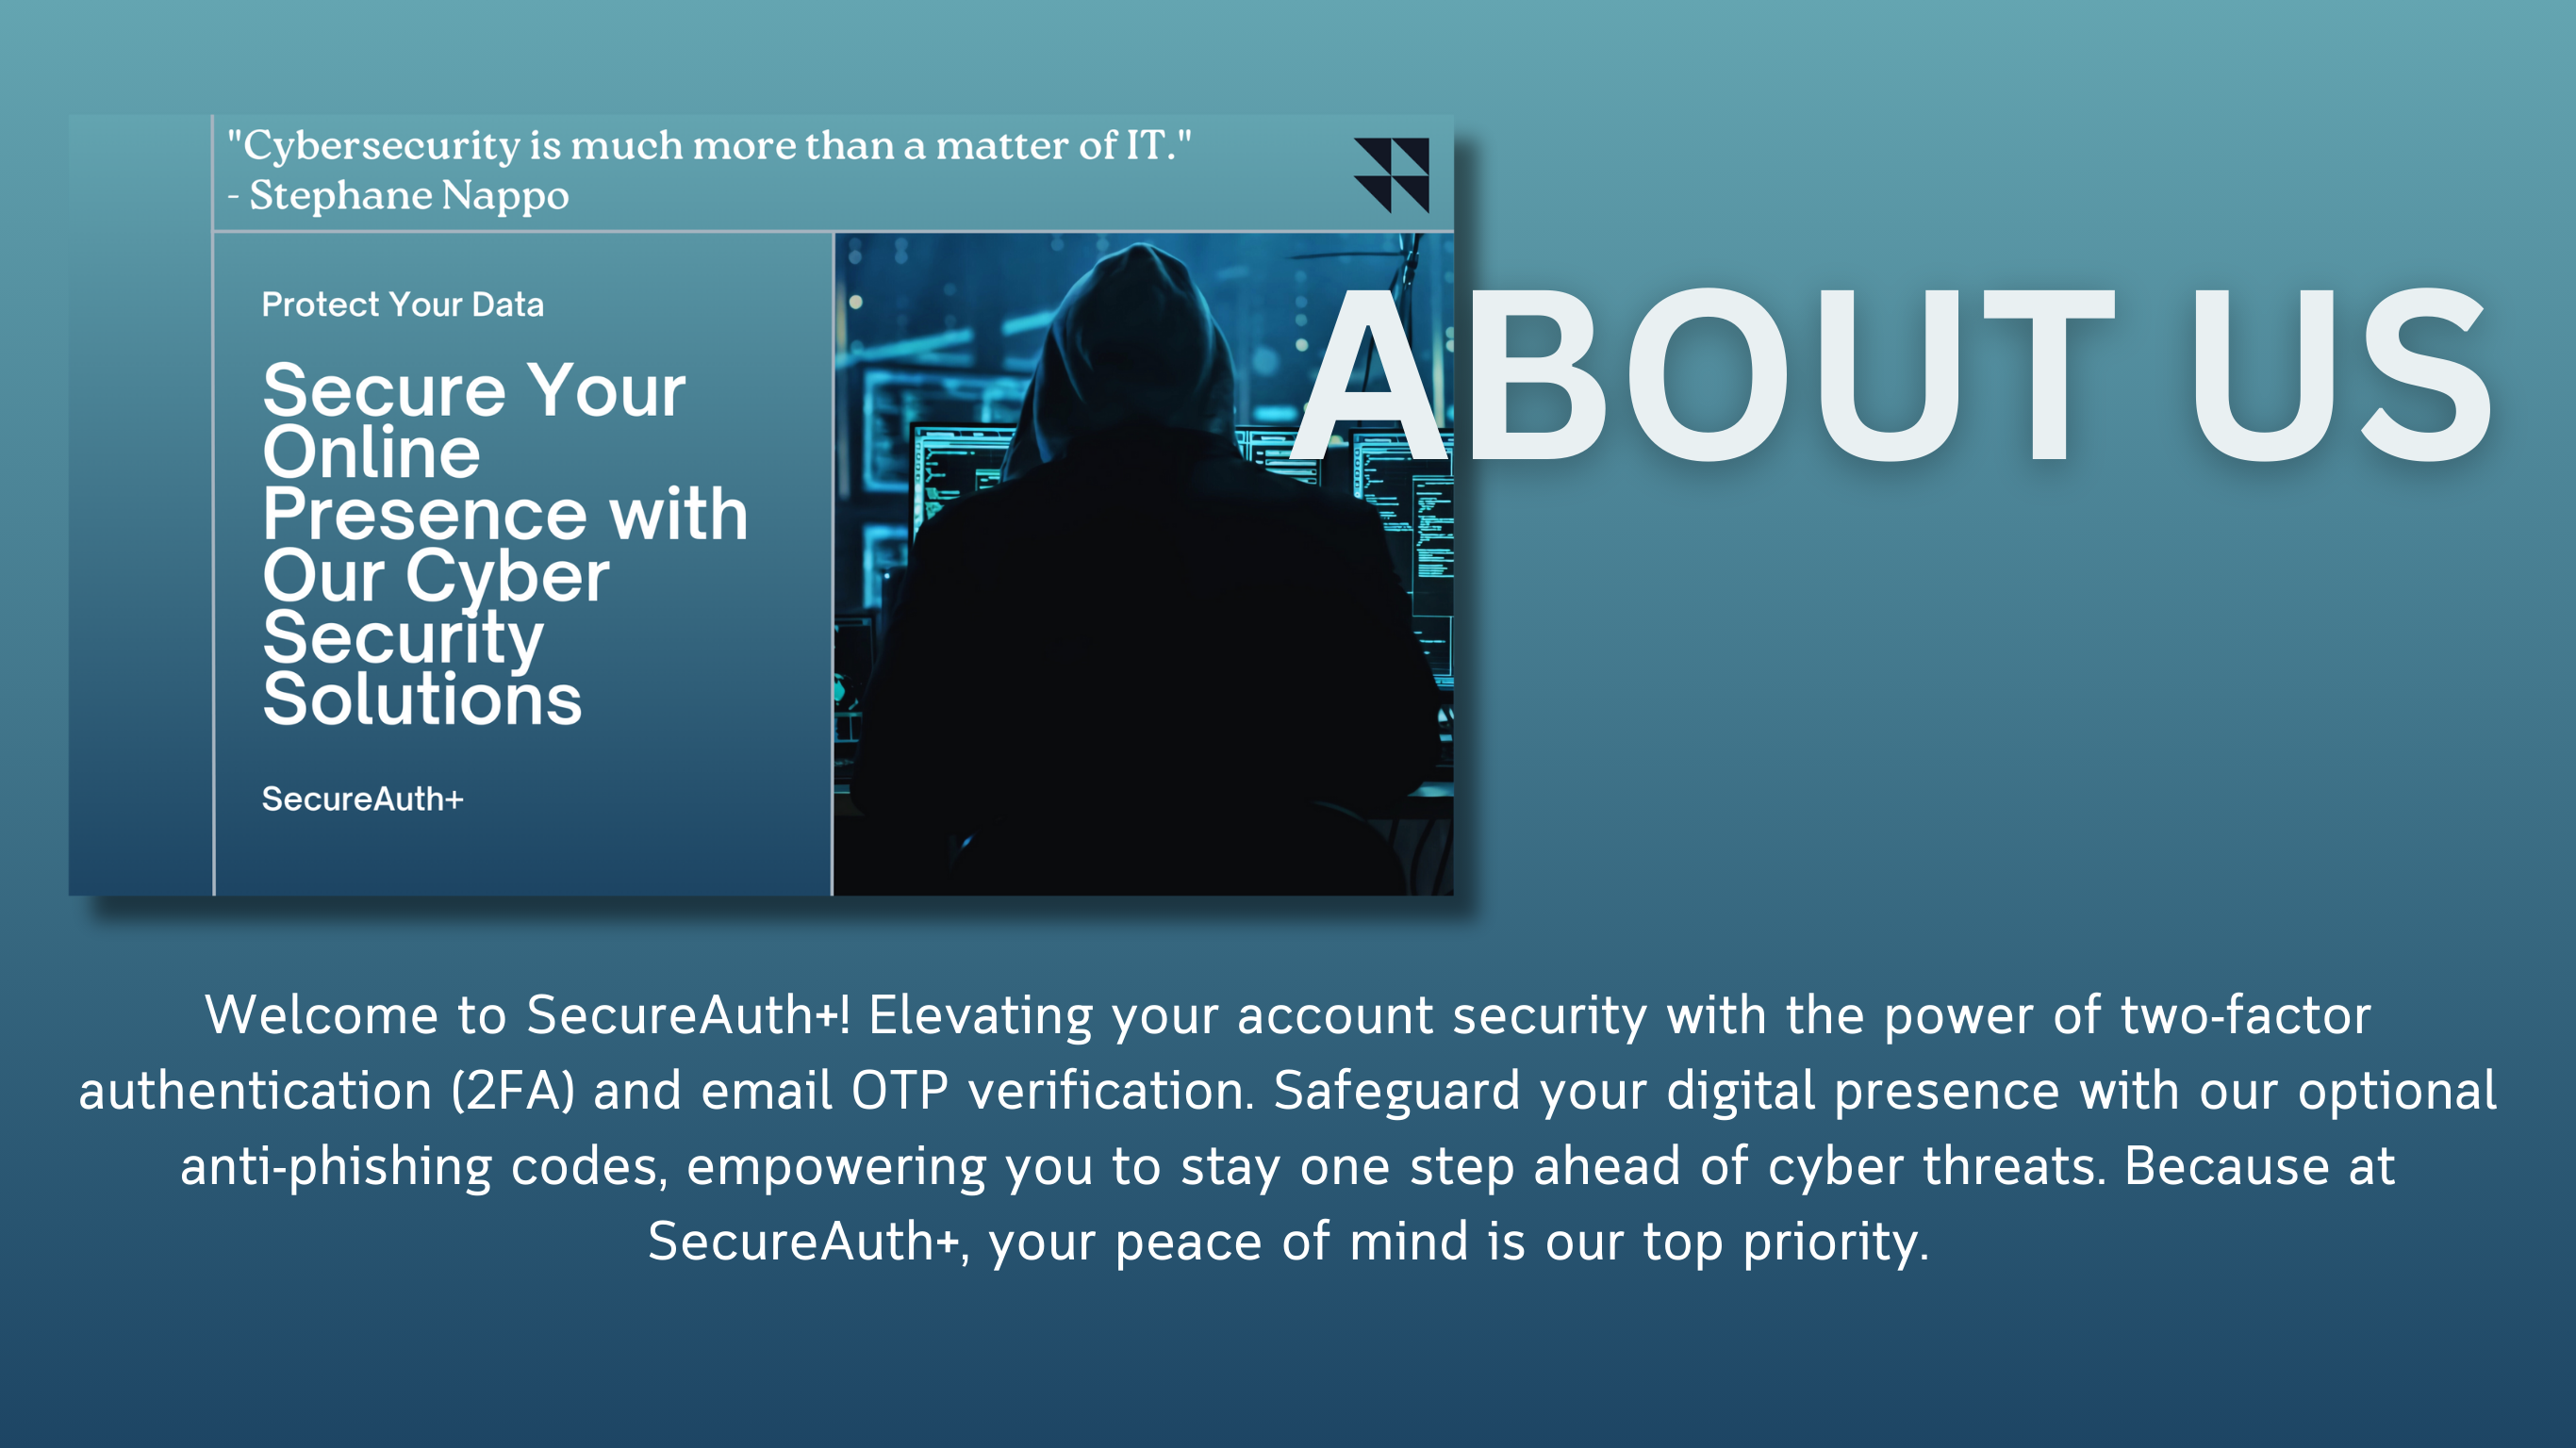 "Cybersecurity is much more than a matter of IT."
- Stephane Nappo
Protect Your Data
Secure Your
Online
Presence with
Our Cyber
Security
Solutions
SecureAuth+
ABOUT US
Welcome to SecureAuth+! Elevating your account security with the power of two-factor
authentication (2FA) and email OTP verification. Safeguard your digital presence with our optional
anti-phishing codes, empowering you to stay one step ahead of cyber threats. Because at
SecureAuth+, your peace of mind is our top priority.